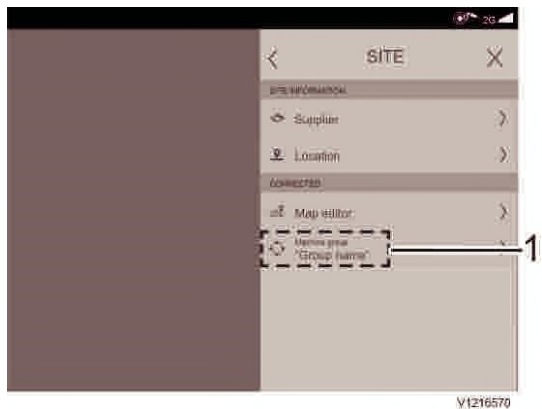 2G
SITE
SITE INFORMATION
Supplier
Location
CONNECTED
Map editor
Machine group
"Group name"
1
V1216570